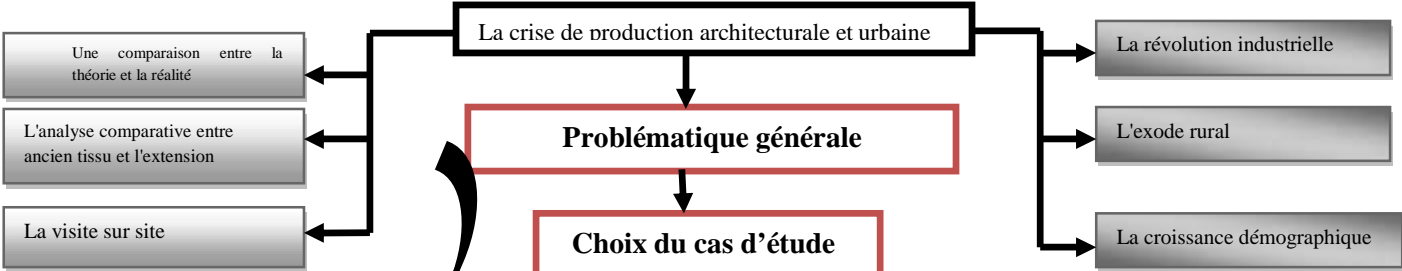 La crise de production architecturale et urbaine
Une comparaison entre la
théorie et la réalité
L'analyse comparative entre
ancien tissu et l'extension
La visite sur site
Problématique générale
Choix du cas d’étude
La révolution industrielle
L'exode rural
La croissance démographique